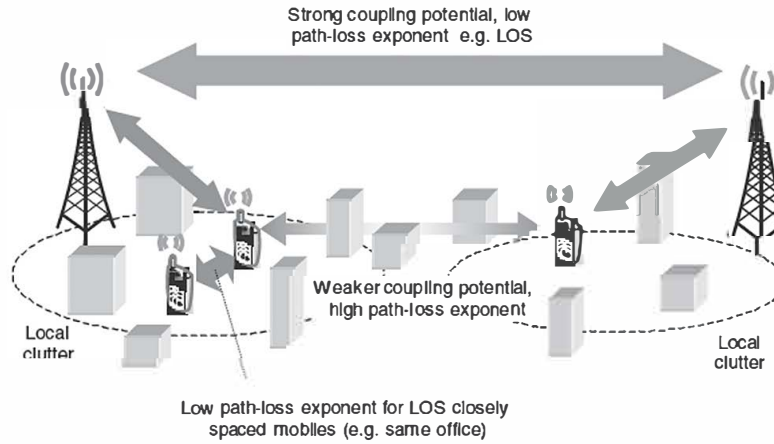 Strong coupling potential, low
path-loss exponent e.g. LOS
Weaker coupling potential,
high path-loss exponent
Local
clutter
Local
clutter
Low path-loss exponent for LOS closely
spaced mobiles (e.g. same office)